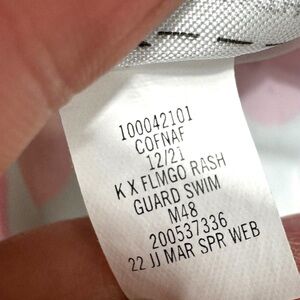 100042101
COFNAF
12/21
K X FLMGO RASH
GUARD SWIM
M48
200537336
22 JJ MAR SPR WEB